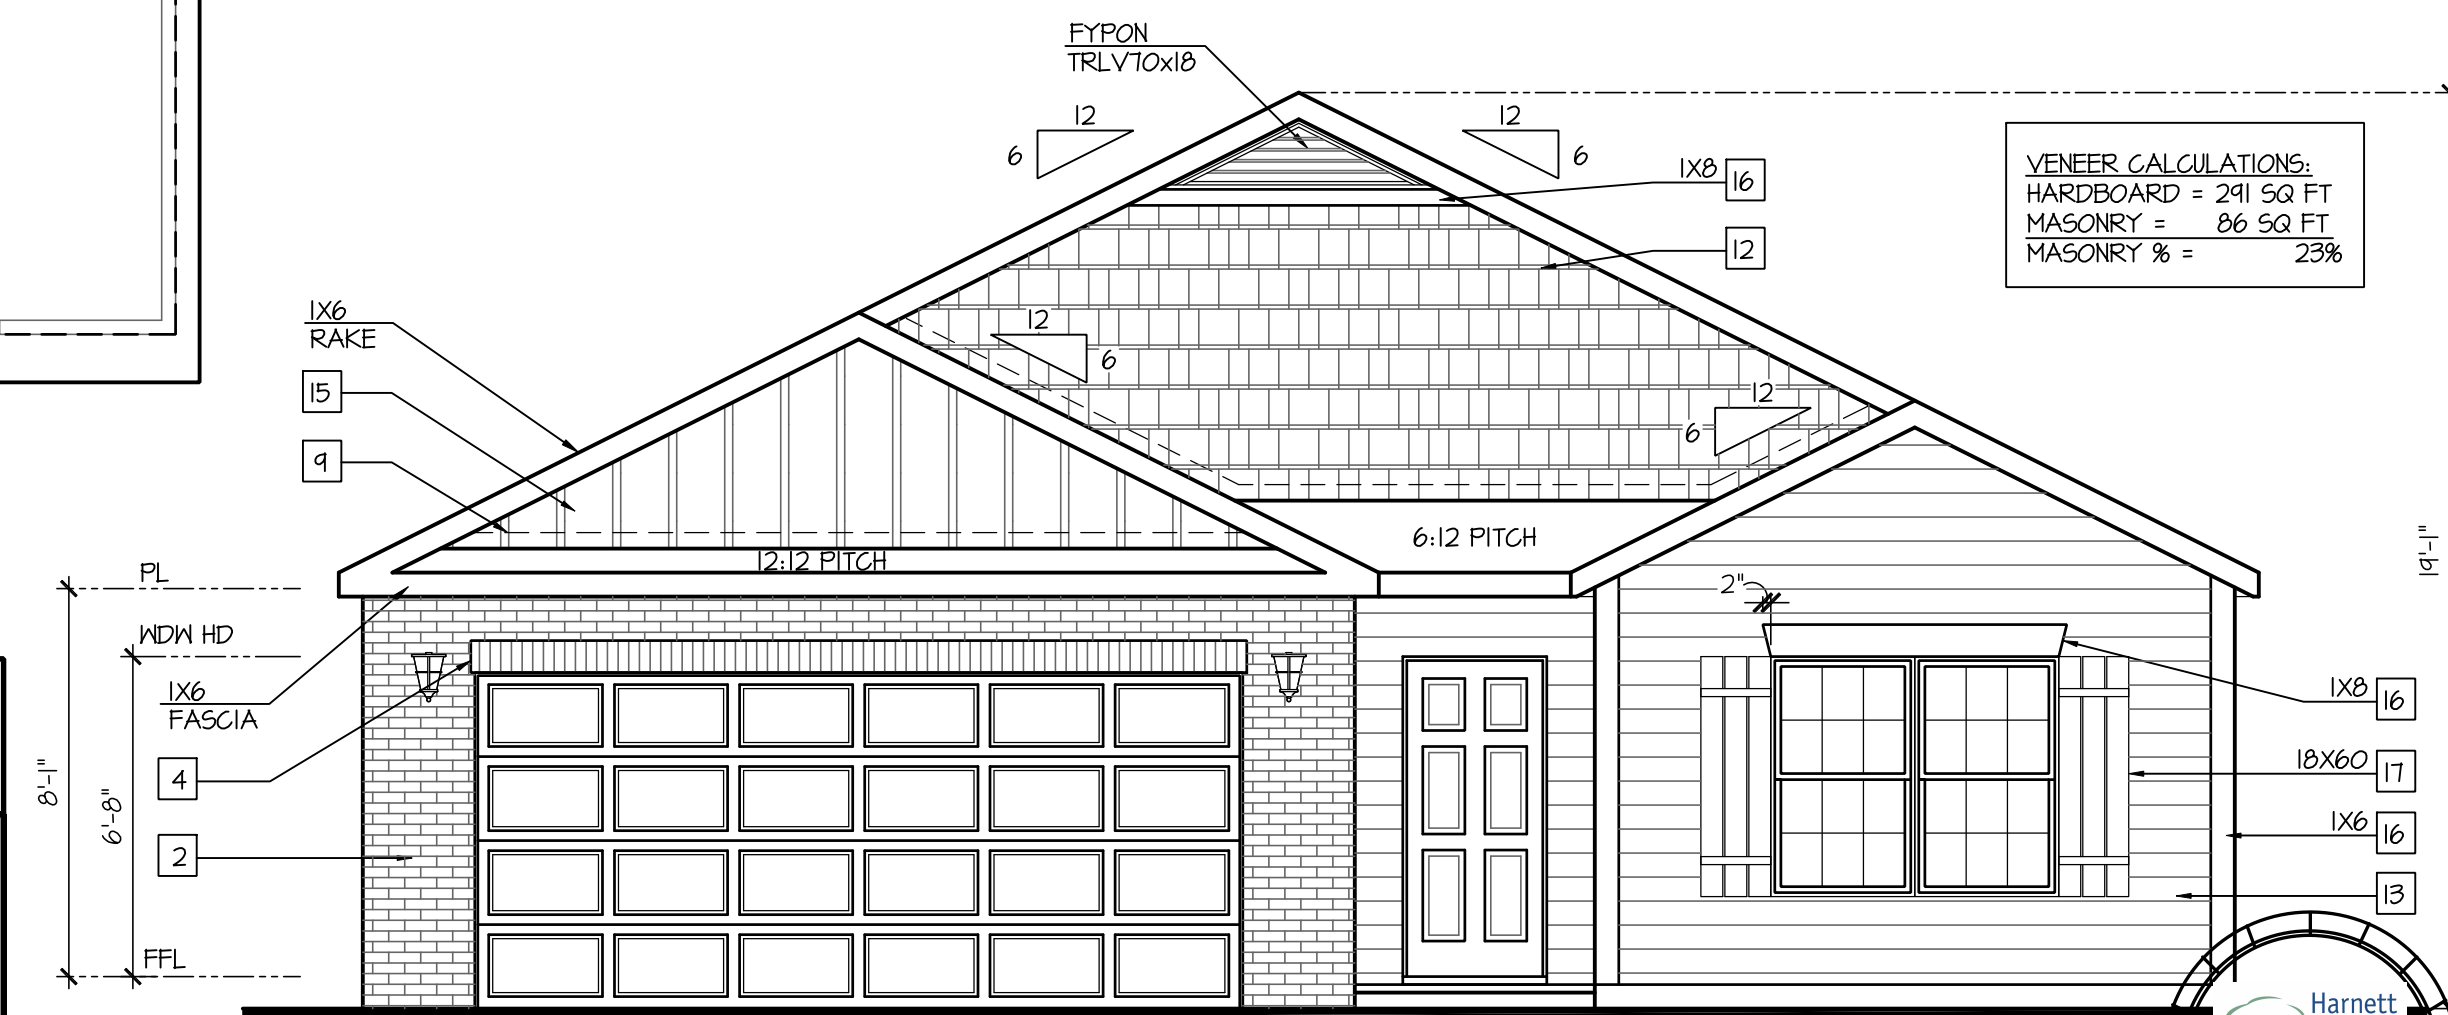 FYPON
TRLV70x18
12
6
12
6
1X8 16
12
VENEER CALCULATIONS:
HARDBOARD = 291 SQ FT
MASONRY = 86 SQ FT
MASONRY % = 23%
1X6
RAKE
15
9
12
6
12
6
6:12 PITCH
12:12 PITCH
19'-1"
PL
2"
WDW HD
1X6
FASCIA
4
8'-1"
6'-8"
2
FFL
1X8 16
18X60 17
1X6 16
13
Harnett